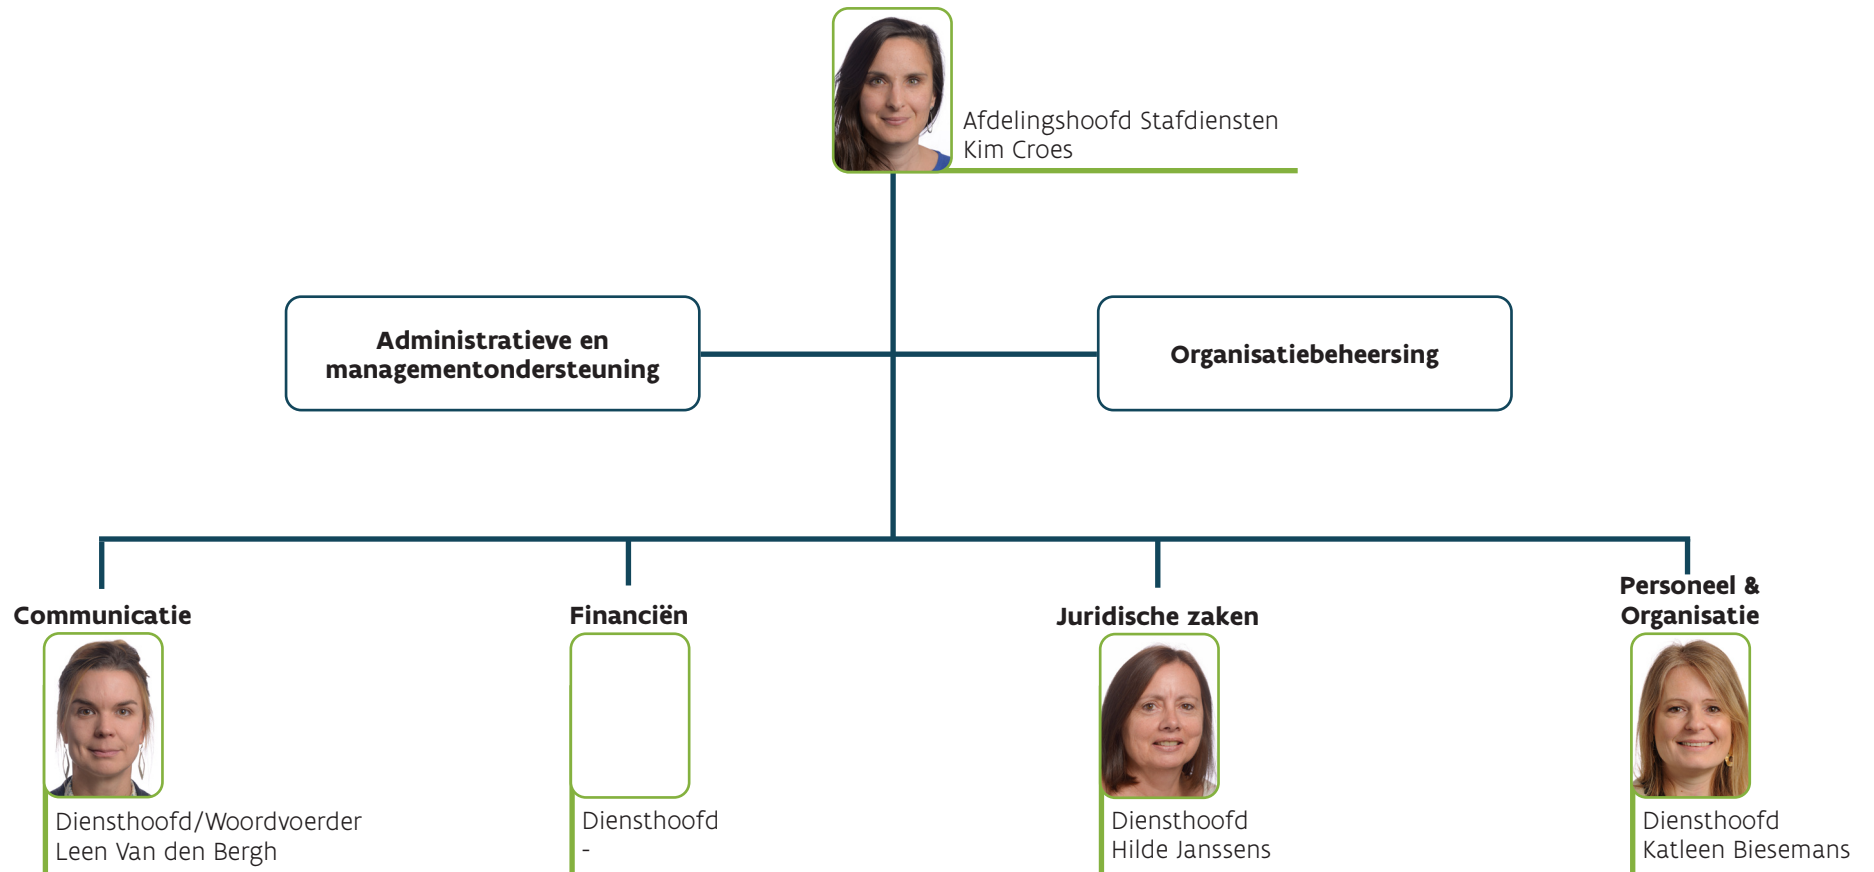 Afdelingshoofd Stafdiensten
Kim Croes
Administratieve en
managementondersteuning
Organisatiebeheersing
Communicatie
Diensthoofd/Woordvoerder
Leen Van den Bergh
Financiën
Diensthoofd
-
Juridische zaken
Diensthoofd
Hilde Janssens
Personeel &
Organisatie
Diensthoofd
Katleen Biesemans